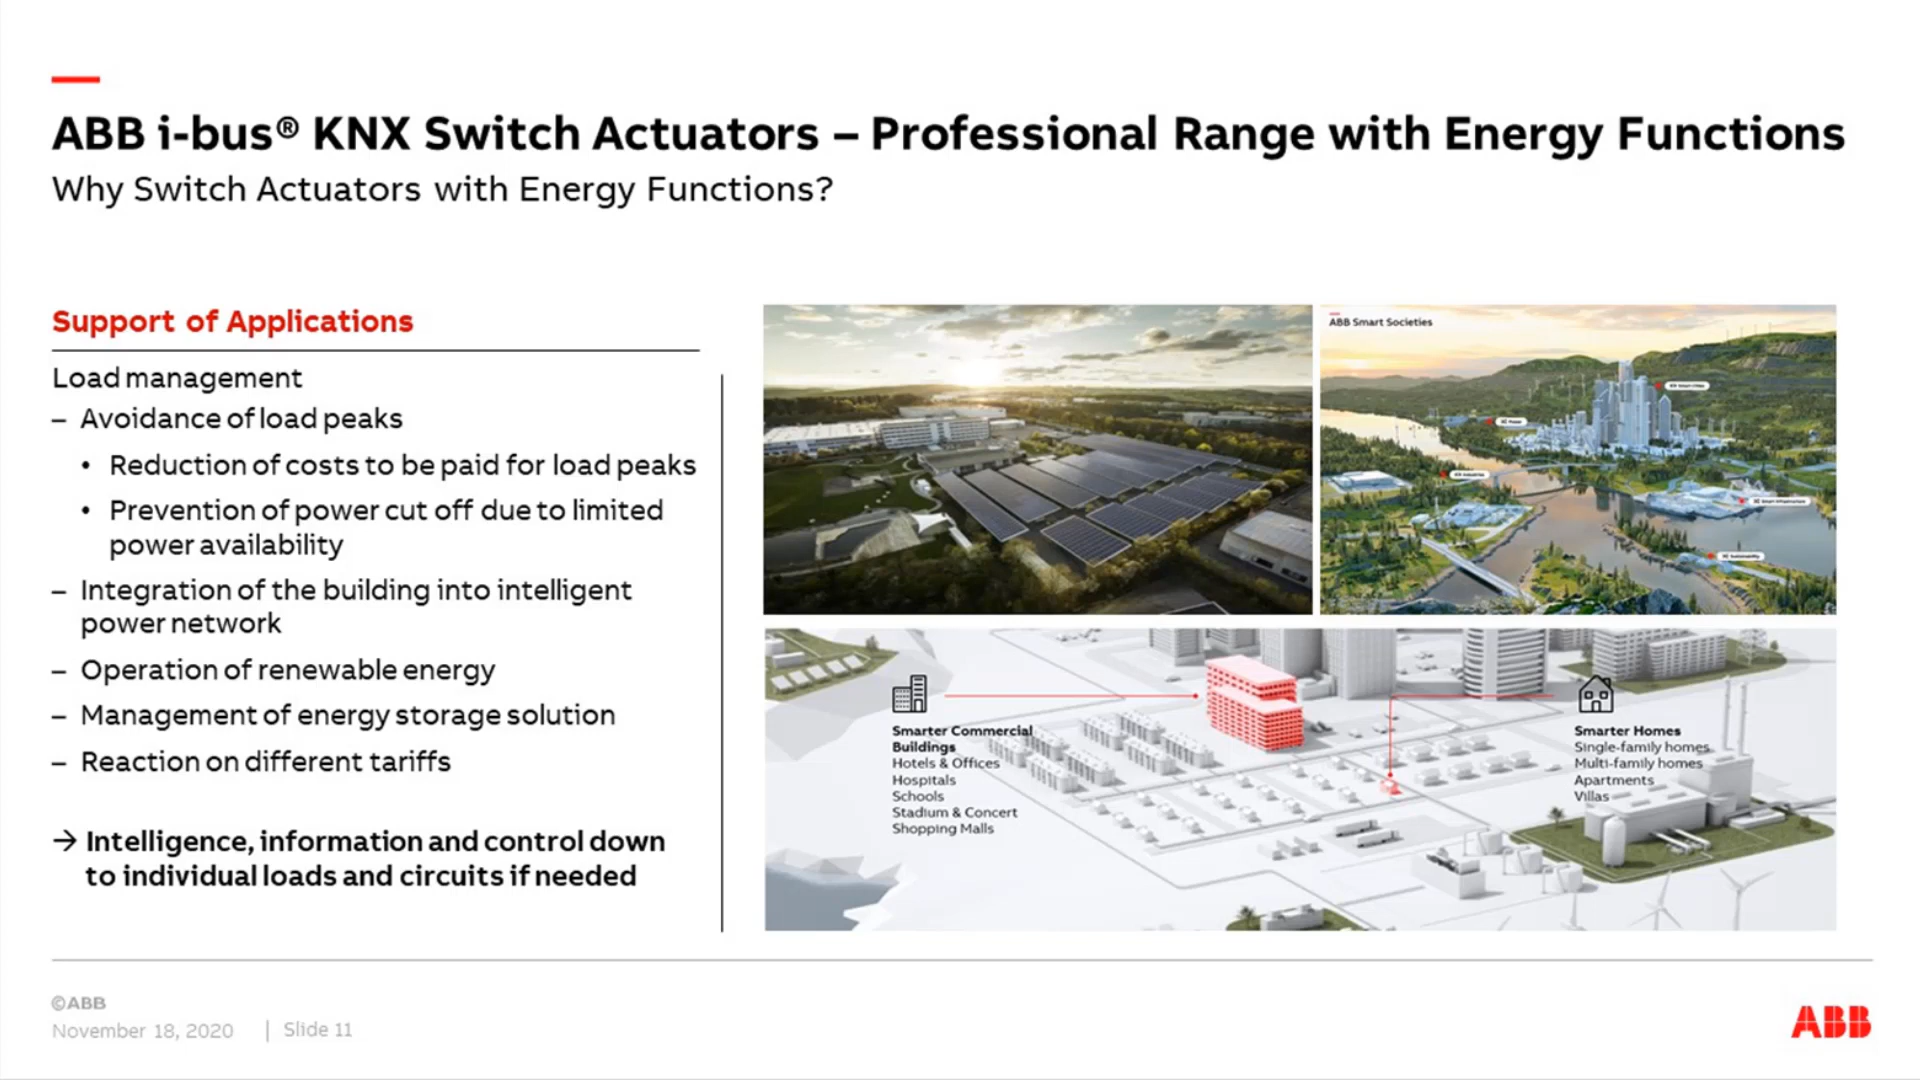 ABB i-bus® KNX Switch Actuators – Professional Range with Energy Functions
Why Switch Actuators with Energy Functions?
Support of Applications
Load management
– Avoidance of load peaks
• Reduction of costs to be paid for load peaks
• Prevention of power cut off due to limited
power availability
– Integration of the building into intelligent
power network
– Operation of renewable energy
– Management of energy storage solution
– Reaction on different tariffs
→ Intelligence, information and control down
to individual loads and circuits if needed
ABB Smart Societies
Smarter Commercial
Buildings
Hotels & Offices
Hospitals
Schools
Stadium & Concert
Shopping Malls
Smarter Homes
Single-family homes
Multi-family homes
Apartments
Villas
©ABB
November 18, 2020 | Slide 11
ABB